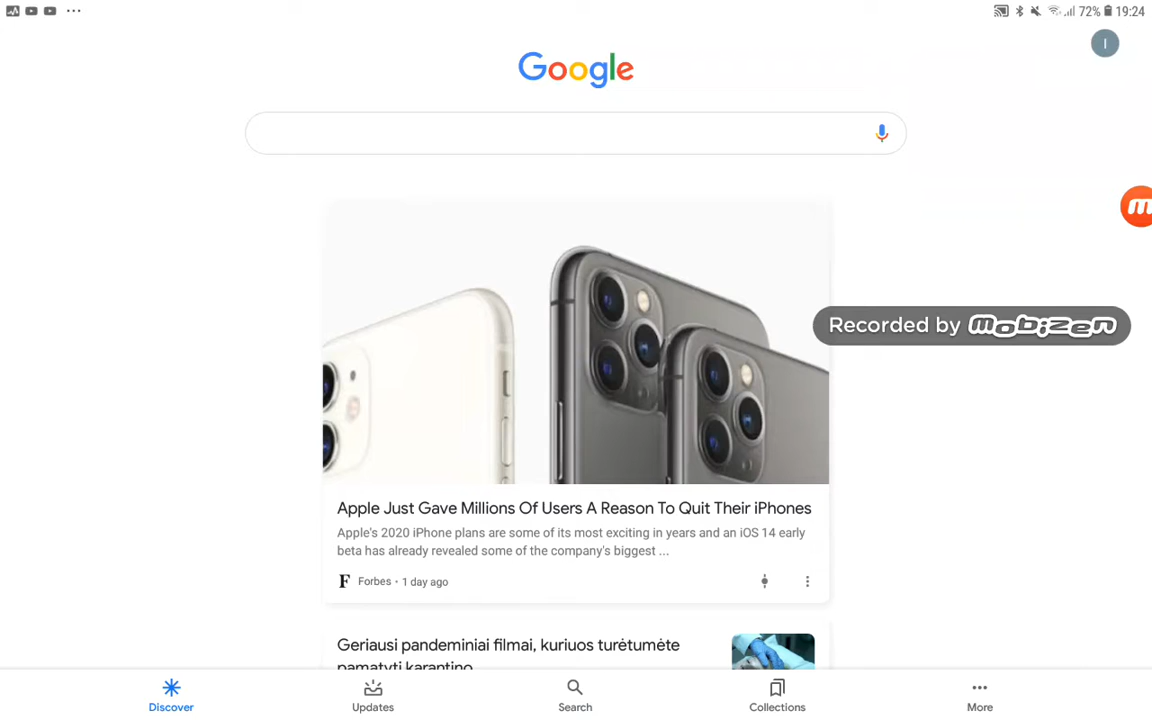 72% 19:24
I
Google
Recorded by mobizen
Apple Just Gave Millions Of Users A Reason To Quit Their iPhones
Apple's 2020 iPhone plans are some of its most exciting in years and an iOS 14 early
beta has already revealed some of the company's biggest ...
F Forbes · 1 day ago
Geriausi pandeminiai filmai, kuriuos turėtumėte
pamatyti karantino
Discover Updates Search Collections More